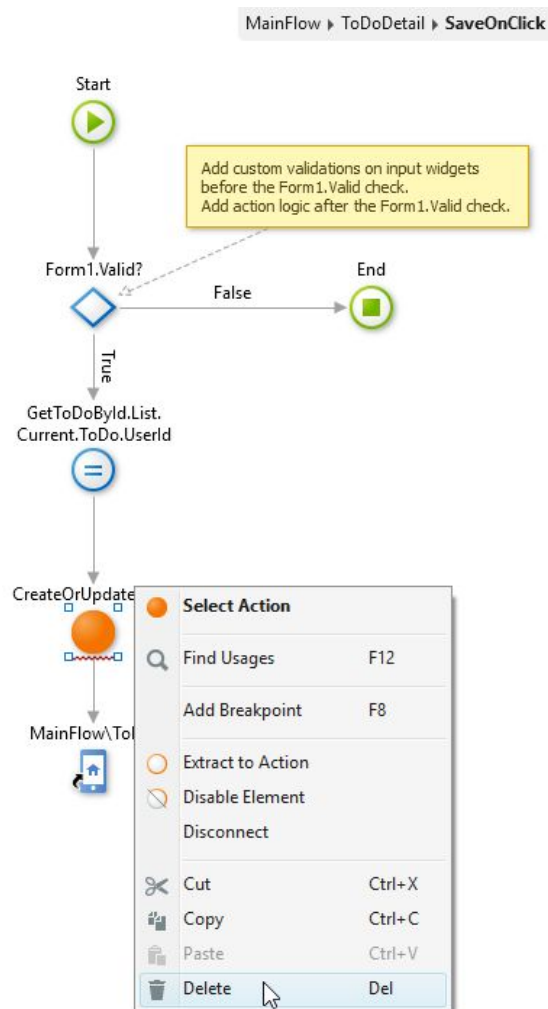 MainFlow ▸ ToDoDetail ▸ SaveOnClick
Start
Add custom validations on input widgets
before the Form1.Valid check.
Add action logic after the Form1.Valid check.
Form1.Valid?
False
End
True
GetToDoById.List.
Current.ToDo.UserId
CreateOrUpdate
Select Action
Find Usages F12
Add Breakpoint F8
MainFlow\ToD
Extract to Action
Disable Element
Disconnect
Cut Ctrl+X
Copy Ctrl+C
Paste Ctrl+V
Delete Del